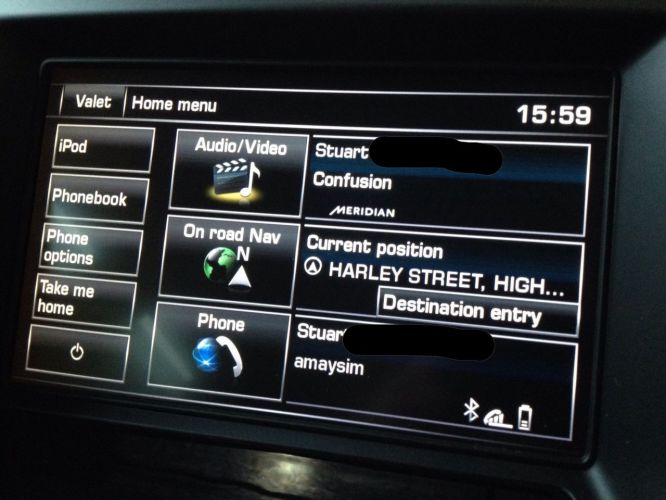 Valet
Home menu
15:59
iPod
Phonebook
Phone
options
Take me
home
Audio/Video
Stuart
Confusion
MERIDIAN
On road Nav
N
Current position
HARLEY STREET, HIGH...
Destination entry
Phone
Stuar
amaysim